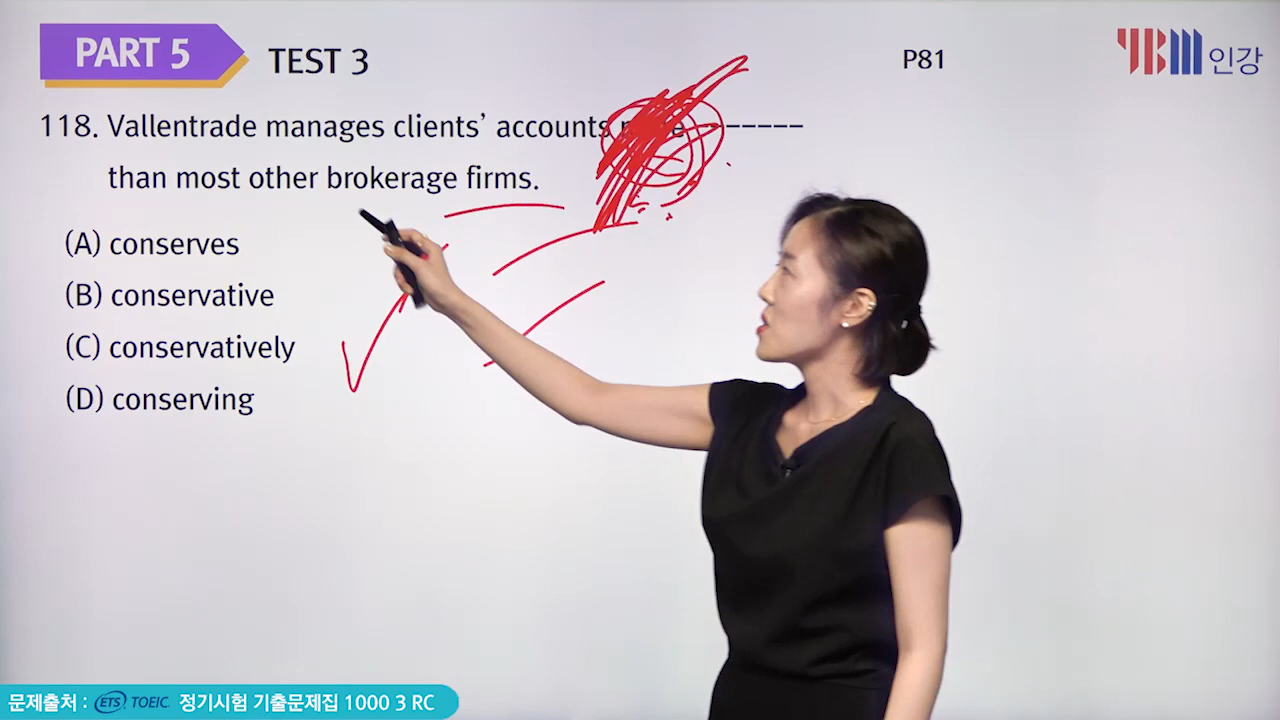 PART 5
TEST 3
P81
YBM 인강
118. Vallentrade manages clients’ accounts -------
than most other brokerage firms.
(A) conserves
(B) conservative
(C) conservatively
(D) conserving
문제출처 : ETS TOEIC 정기시험 기출문제집 1000 3 RC